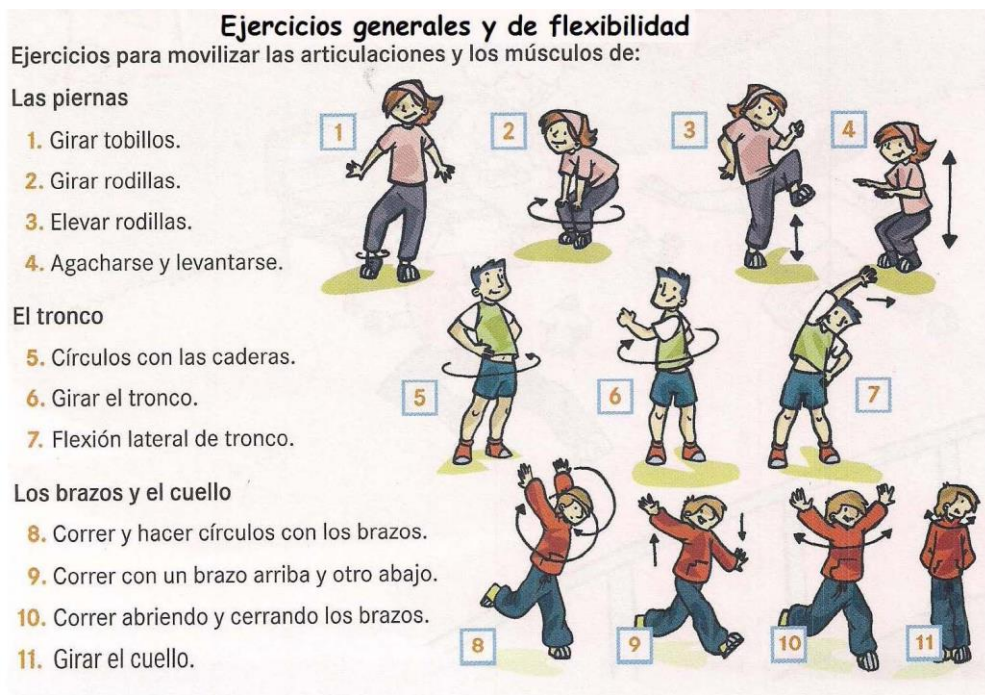 Ejercicios generales y de flexibilidad
Ejercicios para movilizar las articulaciones y los músculos de:
Las piernas
1. Girar tobillos.
2. Girar rodillas.
3. Elevar rodillas.
4. Agacharse y levantarse.
1
2
3
4
El tronco
5. Círculos con las caderas.
6. Girar el tronco.
7. Flexión lateral de tronco.
5
6
7
Los brazos y el cuello
8. Correr y hacer círculos con los brazos.
9. Correr con un brazo arriba y otro abajo.
10. Correr abriendo y cerrando los brazos.
11. Girar el cuello.
8
9
10
11